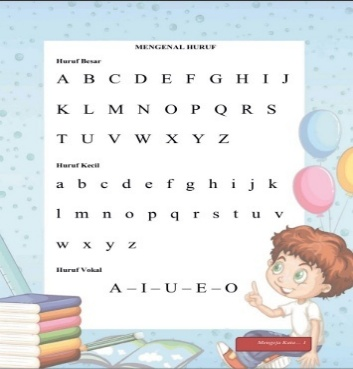 MENGENAL HURUF
Huruf Besar
A B C D E F G H I J
K L M N O P Q R S
T U V W X Y Z
Huruf Kecil
a b c d e f g h i j k
l m n o p q r s t u v
w x y z
Huruf Vokal
A – I – U – E – O
Mengeja Kata... 1